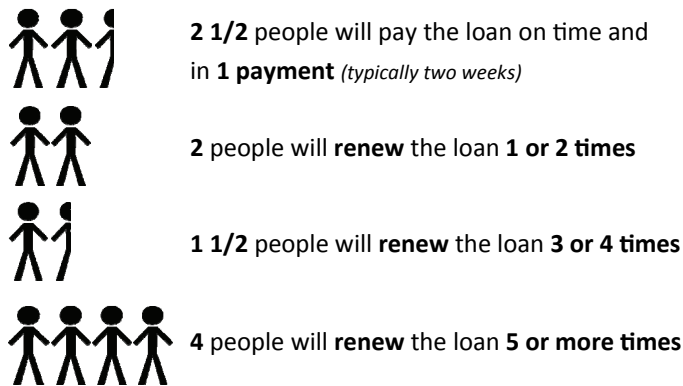 2 1/2 people will pay the loan on time and
in 1 payment (typically two weeks)
2 people will renew the loan 1 or 2 times
1 1/2 people will renew the loan 3 or 4 times
4 people will renew the loan 5 or more times